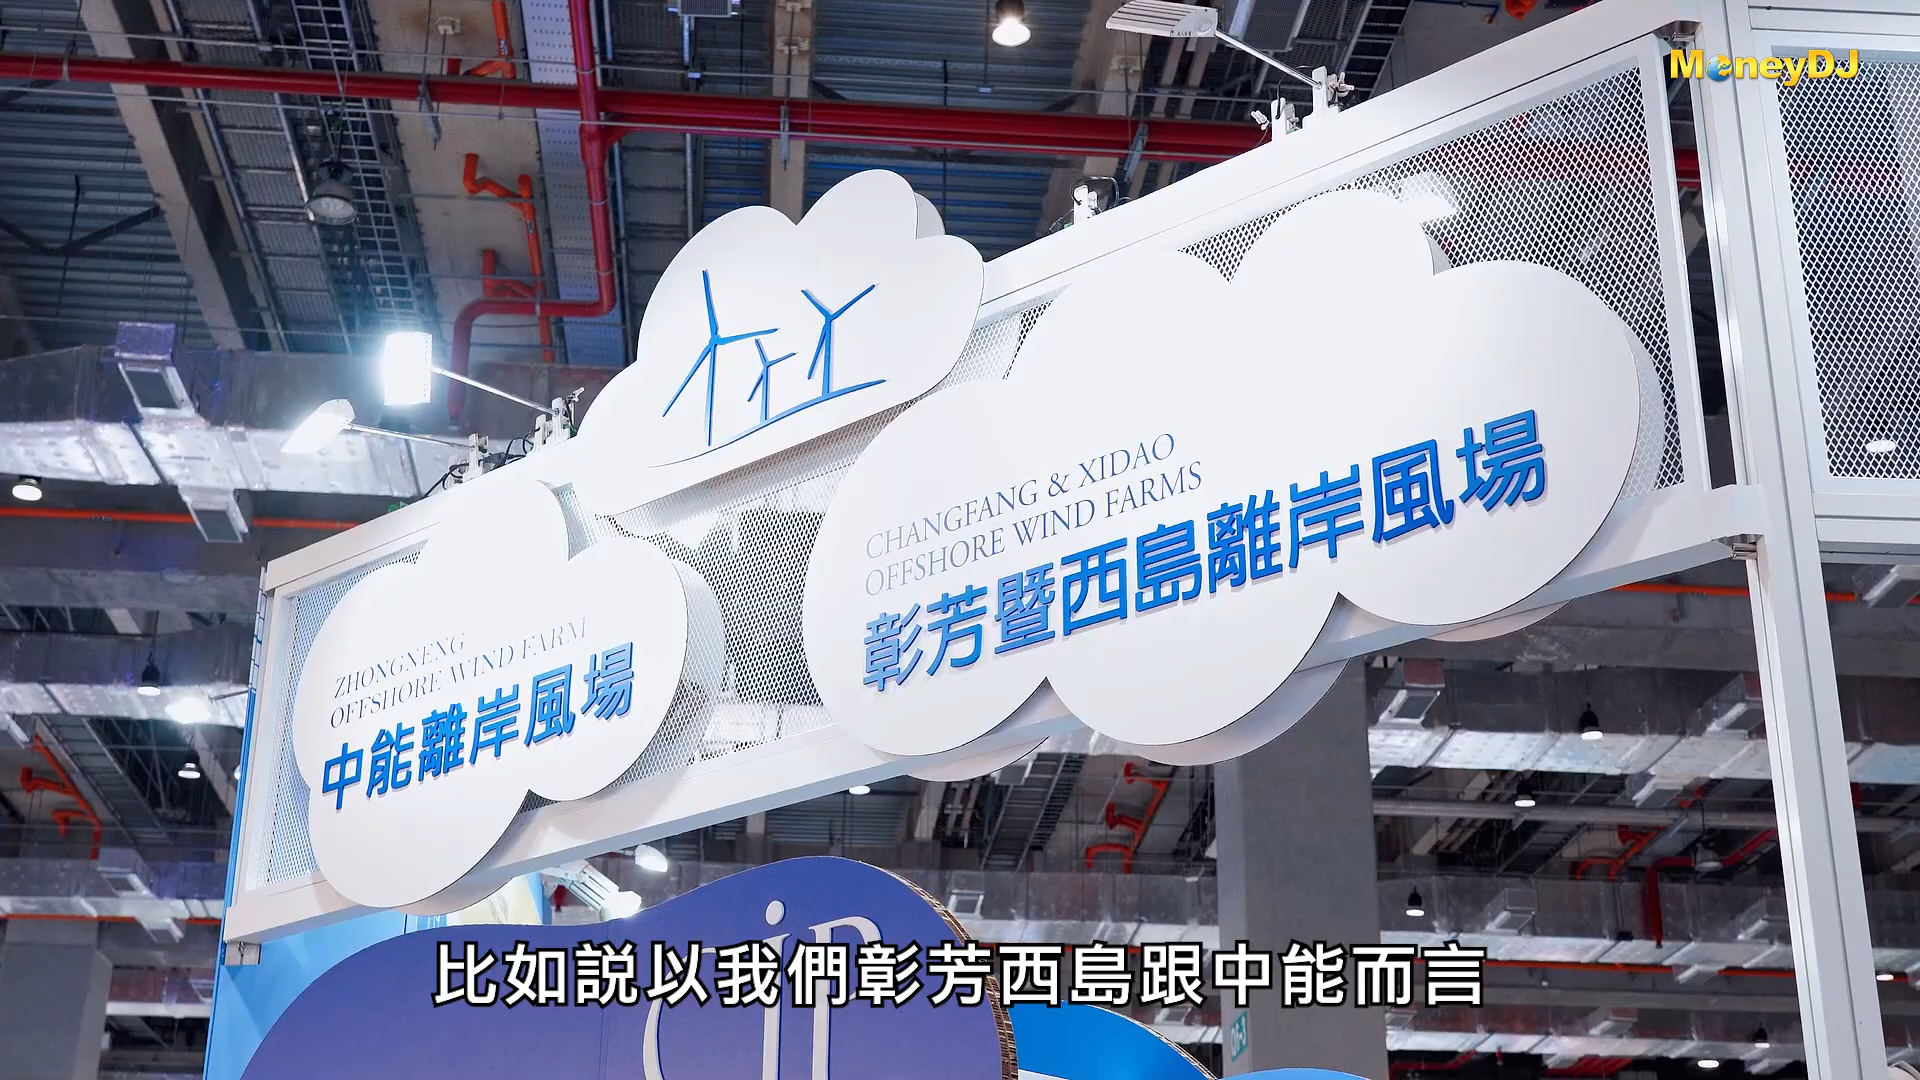 MoneyDJ
CHANGFANG & XIDAO
OFFSHORE WIND FARMS
彰芳暨西島離岸風場
ZHONGNENG
OFFSHORE WIND FARM
中能離岸風場
CIP
比如説以我們彰芳西島跟中能而言